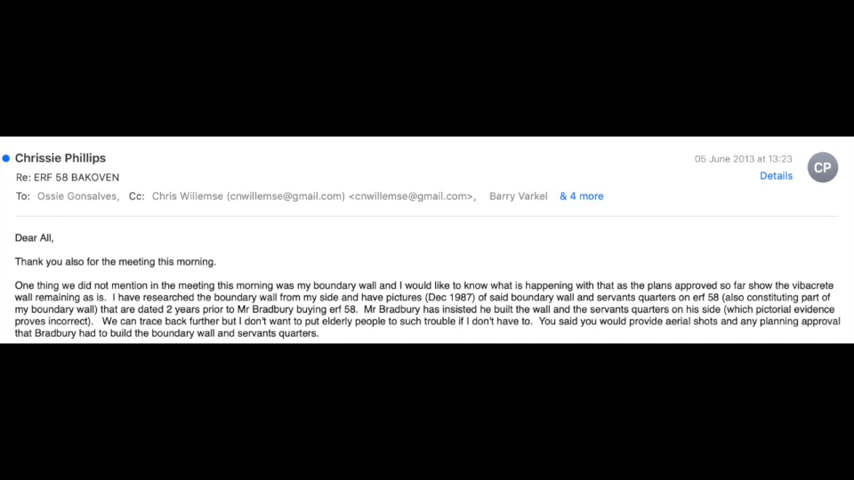 Chrissie Phillips
05 June 2013 at 13:23
CP
Re: ERF 58 BAKOVEN
Details
To: Ossie Gonsalves, Cc: Chris Willemse (cnwillemse@gmail.com) <cnwillemse@gmail.com>, Barry Varkel & 4 more
Dear All,
Thank you also for the meeting this morning.
One thing we did not mention in the meeting this morning was my boundary wall and I would like to know what is happening with that as the plans approved so far show the vibacrete
wall remaining as is. I have researched the boundary wall from my side and have pictures (Dec 1987) of said boundary wall and servants quarters on erf 58 (also constituting part of
my boundary wall) that are dated 2 years prior to Mr Bradbury buying erf 58. Mr Bradbury has insisted he built the wall and the servants quarters on his side (which pictorial evidence
proves incorrect). We can trace back further but I don't want to put elderly people to such trouble if I don't have to. You said you would provide aerial shots and any planning approval
that Bradbury had to build the boundary wall and servants quarters.